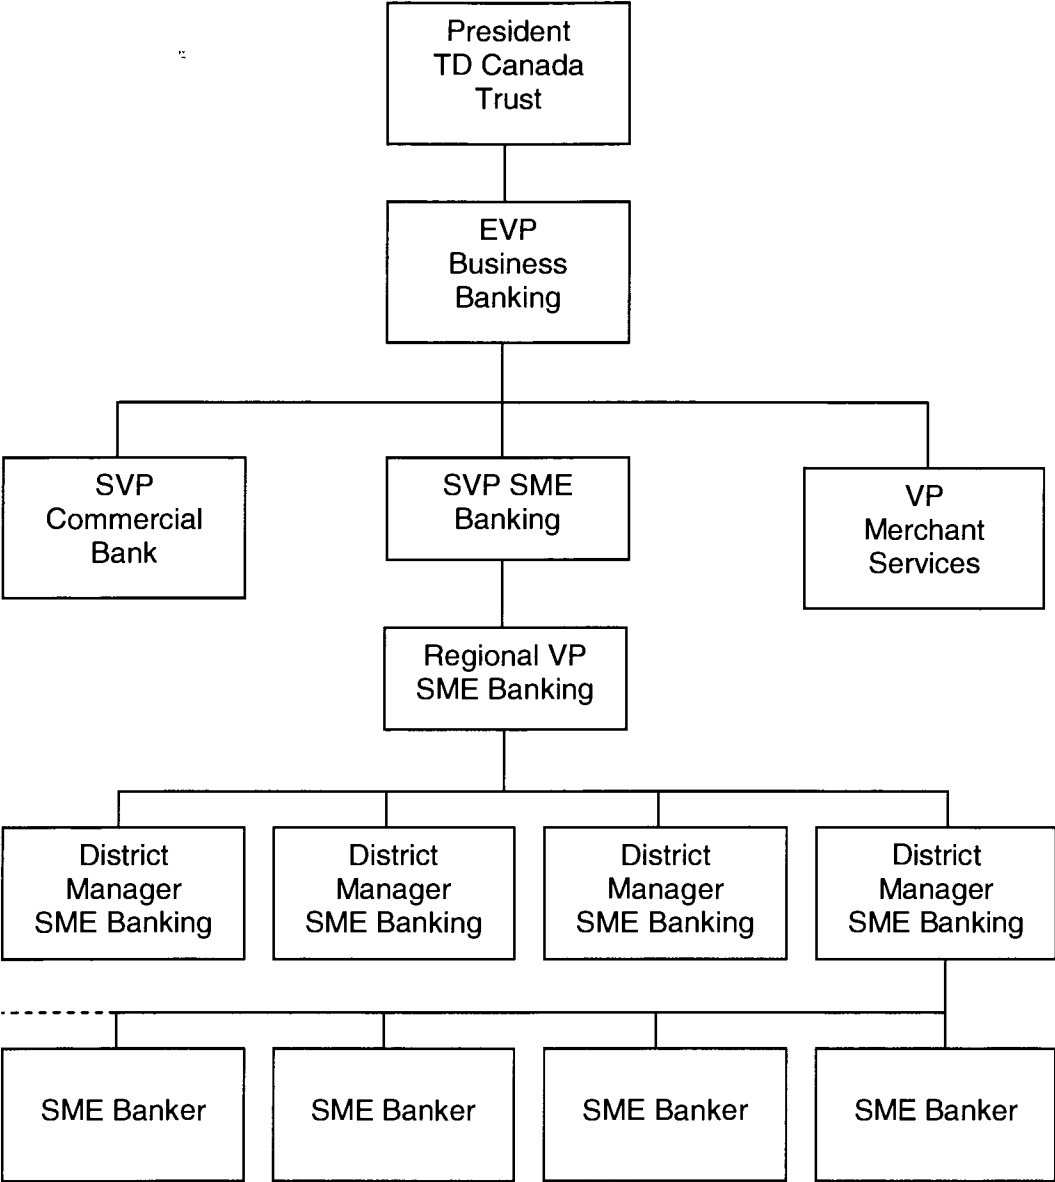 President
TD Canada
Trust
EVP
Business
Banking
SVP
Commercial
Bank
SVP SME
Banking
VP
Merchant
Services
Regional VP
SME Banking
District
Manager
SME Banking
District
Manager
SME Banking
District
Manager
SME Banking
District
Manager
SME Banking
SME Banker
SME Banker
SME Banker
SME Banker